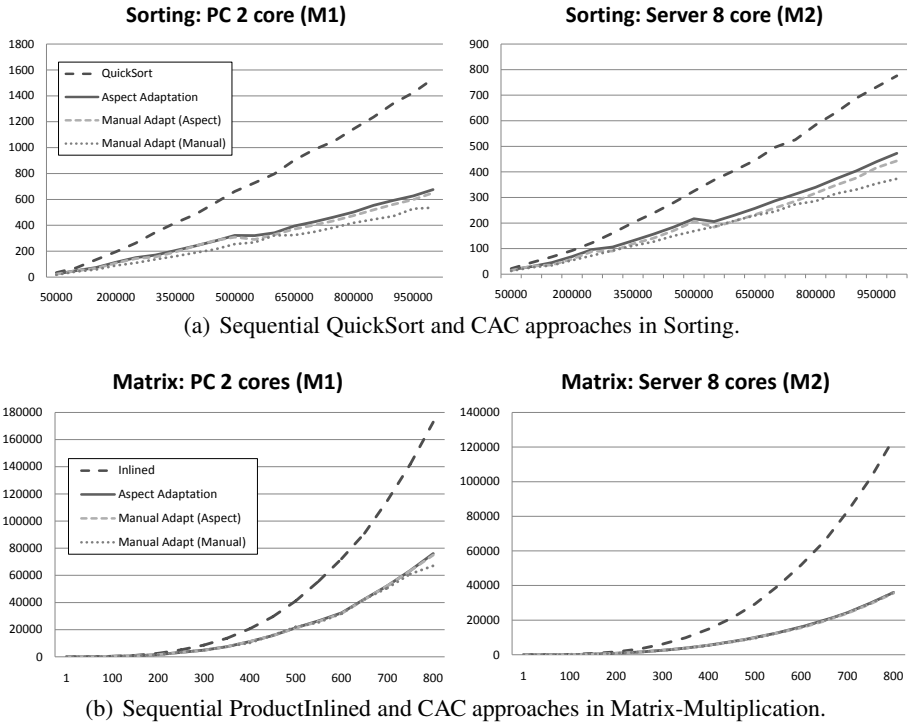 Sorting: PC 2 core (M1)
1800
1600
1400
1200
1000
800
600
400
200
0
QuickSort
Aspect Adaptation
Manual Adapt (Aspect)
Manual Adapt (Manual)
50000 200000 350000 500000 650000 800000 950000
Sorting: Server 8 core (M2)
900
800
700
600
500
400
300
200
100
0
50000 200000 350000 500000 650000 800000 950000
(a) Sequential QuickSort and CAC approaches in Sorting.
Matrix: PC 2 cores (M1)
180000
160000
140000
120000
100000
80000
60000
40000
20000
0
Inlined
Aspect Adaptation
Manual Adapt (Aspect)
Manual Adapt (Manual)
1 100 200 300 400 500 600 700 800
Matrix: Server 8 cores (M2)
140000
120000
100000
80000
60000
40000
20000
0
1 100 200 300 400 500 600 700 800
(b) Sequential ProductInlined and CAC approaches in Matrix-Multiplication.